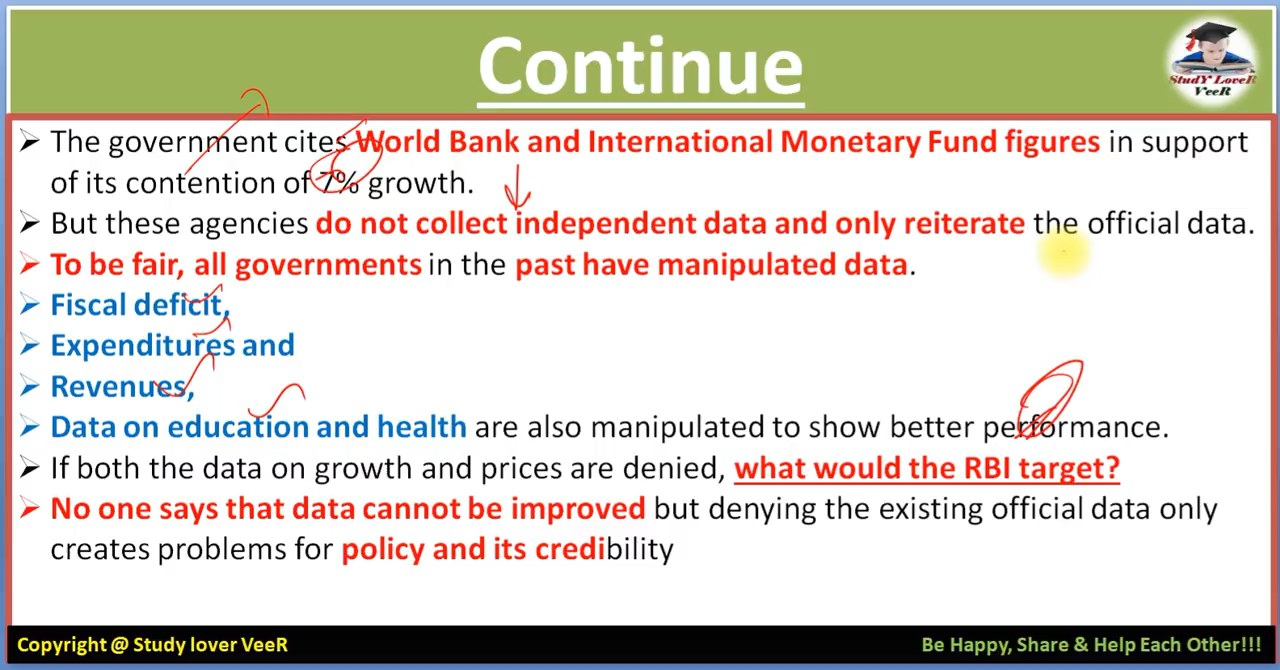 Continue
StudY LoveR
VeeR
➢ The government cites World Bank and International Monetary Fund figures in support
of its contention of 7% growth.
➢ But these agencies do not collect independent data and only reiterate the official data.
➢ To be fair, all governments in the past have manipulated data.
➢ Fiscal deficit,
➢ Expenditures and
➢ Revenues,
➢ Data on education and health are also manipulated to show better performance.
➢ If both the data on growth and prices are denied, what would the RBI target?
➢ No one says that data cannot be improved but denying the existing official data only
creates problems for policy and its credibility
Copyright @ Study lover VeeR
Be Happy, Share & Help Each Other!!!